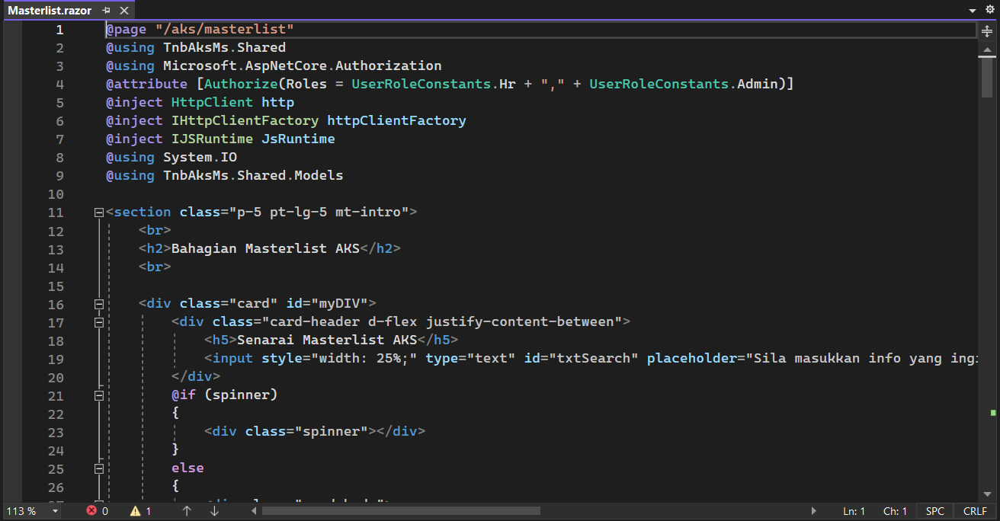 Masterlist.razor
1 @page "/aks/masterlist"
2 @using TnbAksMs.Shared
3 @using Microsoft.AspNetCore.Authorization
4 @attribute [Authorize(Roles = UserRoleConstants.Hr + "," + UserRoleConstants.Admin)]
5 @inject HttpClient http
6 @inject IHttpClientFactory httpClientFactory
7 @inject IJSRuntime JsRuntime
8 @using System.IO
9 @using TnbAksMs.Shared.Models
10
11 <section class="p-5 pt-lg-5 mt-intro">
12 <br>
13 <h2>Bahagian Masterlist AKS</h2>
14 <br>
15
16 <div class="card" id="myDIV">
17 <div class="card-header d-flex justify-content-between">
18 <h5>Senarai Masterlist AKS</h5>
19 <input style="width: 25%;" type="text" id="txtSearch" placeholder="Sila masukkan info yang ingi
20 </div>
21 @if (spinner)
22 {
23 <div class="spinner"></div>
24 }
25 else
26 {
113 % 0 1 Ln: 1 Ch: 1 SPC CRLF